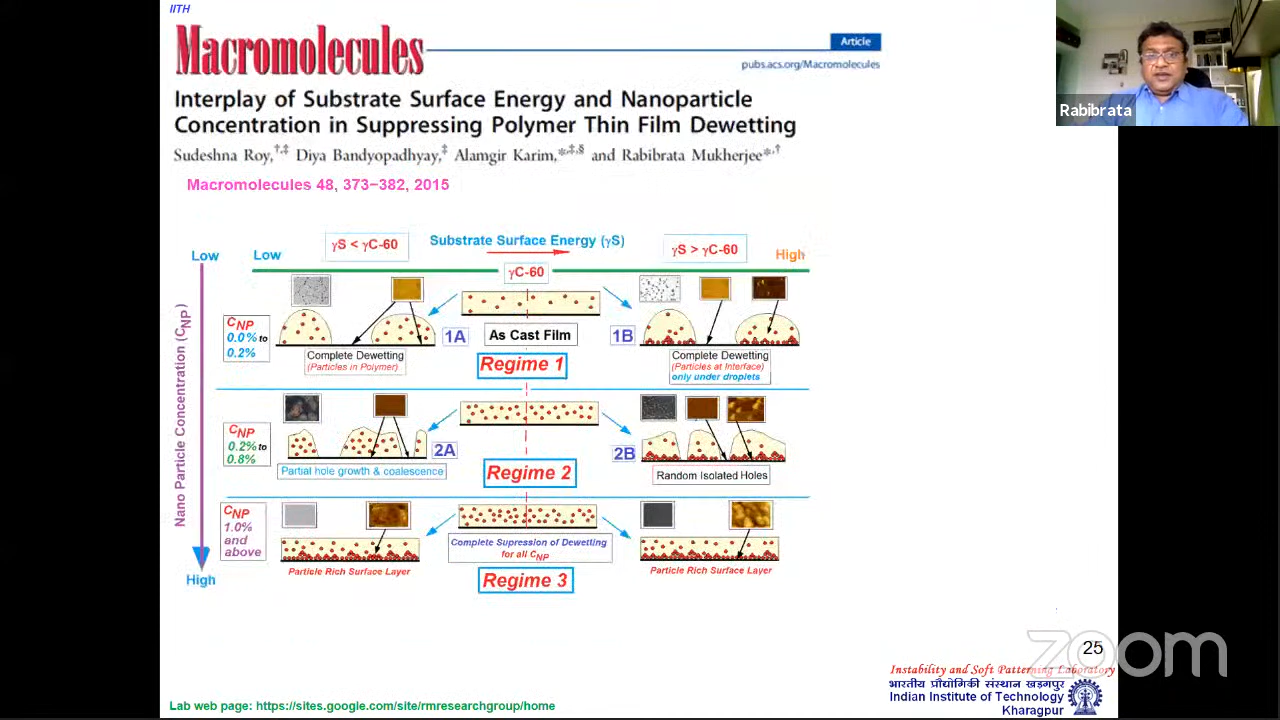 IITH
Macromolecules
Article
pubs.acs.org/Macromolecules
Interplay of Substrate Surface Energy and Nanoparticle
Concentration in Suppressing Polymer Thin Film Dewetting
Sudeshna Roy,†,‡ Diya Bandyopadhyay,‡ Alamgir Karim,*,‡,§ and Rabibrata Mukherjee*,†
Macromolecules 48, 373−382, 2015
Rabibrata
Low
Low
γS < γC-60
Substrate Surface Energy (γS)
γS > γC-60
High
γC-60
Nano Particle Concentration (CNP)
CNP
0.0% to
0.2%
1A
As Cast Film
1B
Complete Dewetting
(Particles in Polymer)
Regime 1
Complete Dewetting
(Particles at Interface)
only under droplets
CNP
0.2% to
0.8%
2A
2B
Partial hole growth & coalescence
Regime 2
Random Isolated Holes
CNP
1.0%
and
above
Complete Supression of Dewetting
for all CNP
Particle Rich Surface Layer
Regime 3
Particle Rich Surface Layer
High
25
zoom
Instability and Soft Patterning Laboratory
भारतीय प्रौद्योगिकी संस्थान खड़गपुर
Indian Institute of Technology
Kharagpur
Lab web page: https://sites.google.com/site/rmresearchgroup/home